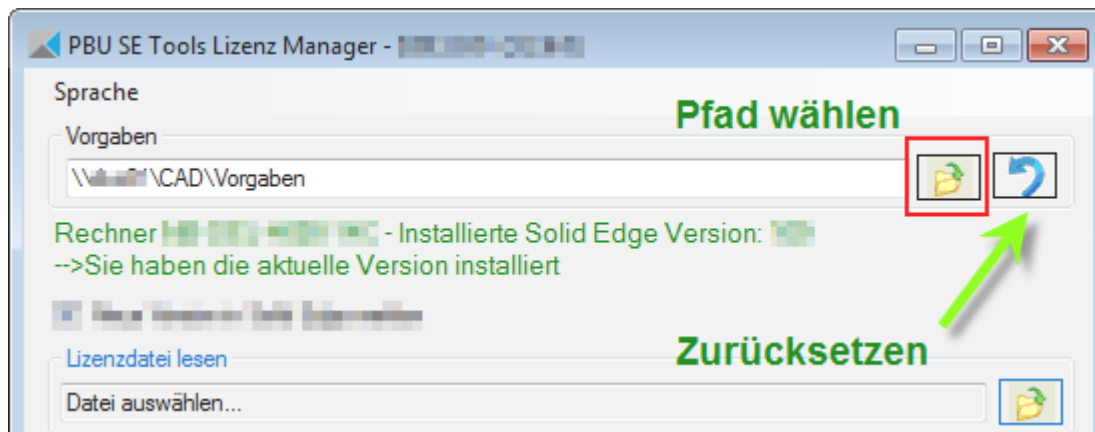 PBU SE Tools Lizenz Manager -
Sprache
Pfad wählen
Vorgaben
\CAD\Vorgaben
Rechner - Installierte Solid Edge Version:
-->Sie haben die aktuelle Version installiert
Zurücksetzen
Lizenzdatei lesen
Datei auswählen...